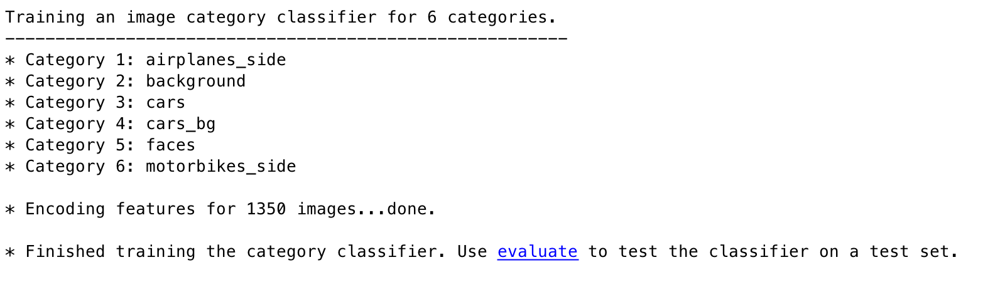 Training an image category classifier for 6 categories.
--------------------------------------------------------
* Category 1: airplanes_side
* Category 2: background
* Category 3: cars
* Category 4: cars_bg
* Category 5: faces
* Category 6: motorbikes_side
* Encoding features for 1350 images...done.
* Finished training the category classifier. Use evaluate to test the classifier on a test set.